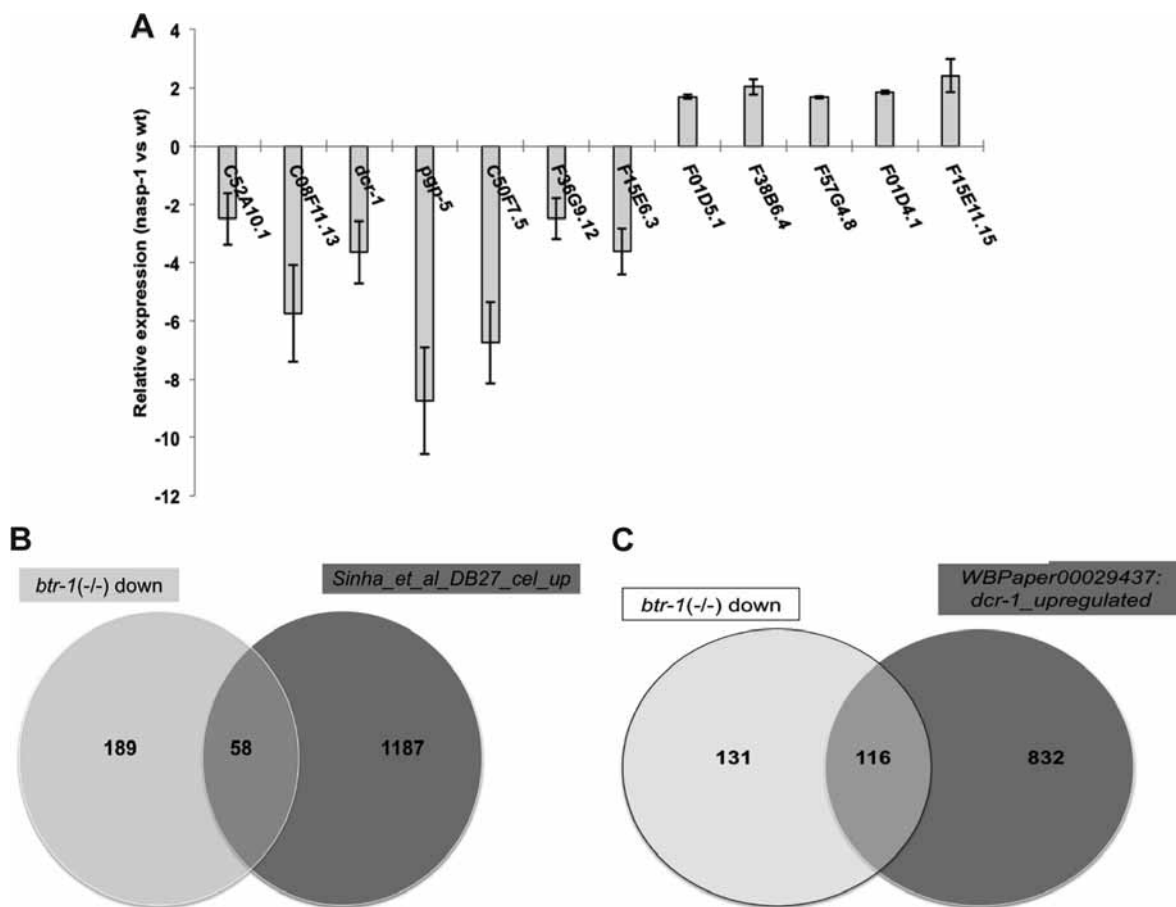 A
Relative expression (nasp-1 vs wt)
4
2
0
-2
-4
-6
-8
-10
-12
C52A10.1
C08F11.13
dcr-1
pgp-5
C50F7.5
F36G9.12
F15E6.3
F01D5.1
F38B6.4
F57G4.8
F01D4.1
F15E11.15
B
btr-1(-/-) down
Sinha_et_al_DB27_cel_up
189
58
1187
C
btr-1(-/-) down
WBPaper00029437:
dcr-1_upregulated
131
116
832